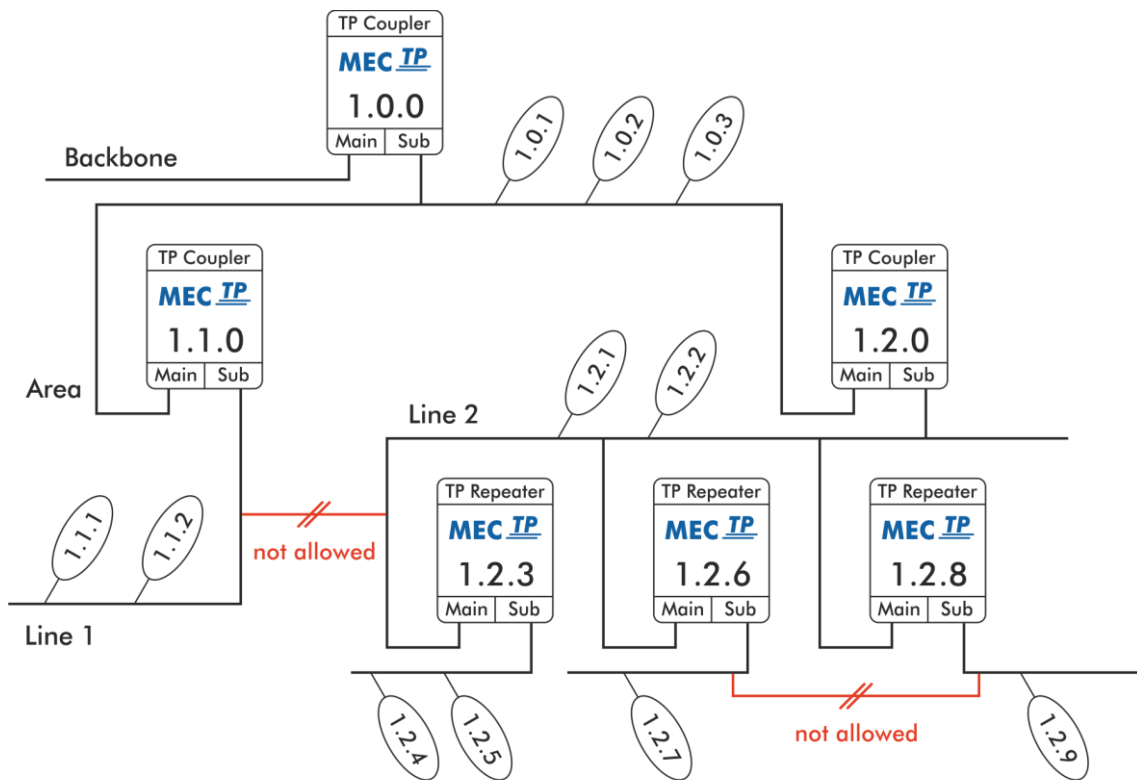 TP Coupler
MEC TP
1.0.0
Main Sub
Backbone
1.0.1
1.0.2
1.0.3
TP Coupler
MEC TP
1.1.0
Main Sub
Area
TP Coupler
MEC TP
1.2.0
Main Sub
1.2.1
1.2.2
Line 2
1.1.1
1.1.2
Line 1
not allowed
TP Repeater
MEC TP
1.2.3
Main Sub
TP Repeater
MEC TP
1.2.6
Main Sub
TP Repeater
MEC TP
1.2.8
Main Sub
1.2.4
1.2.5
1.2.7
not allowed
1.2.9